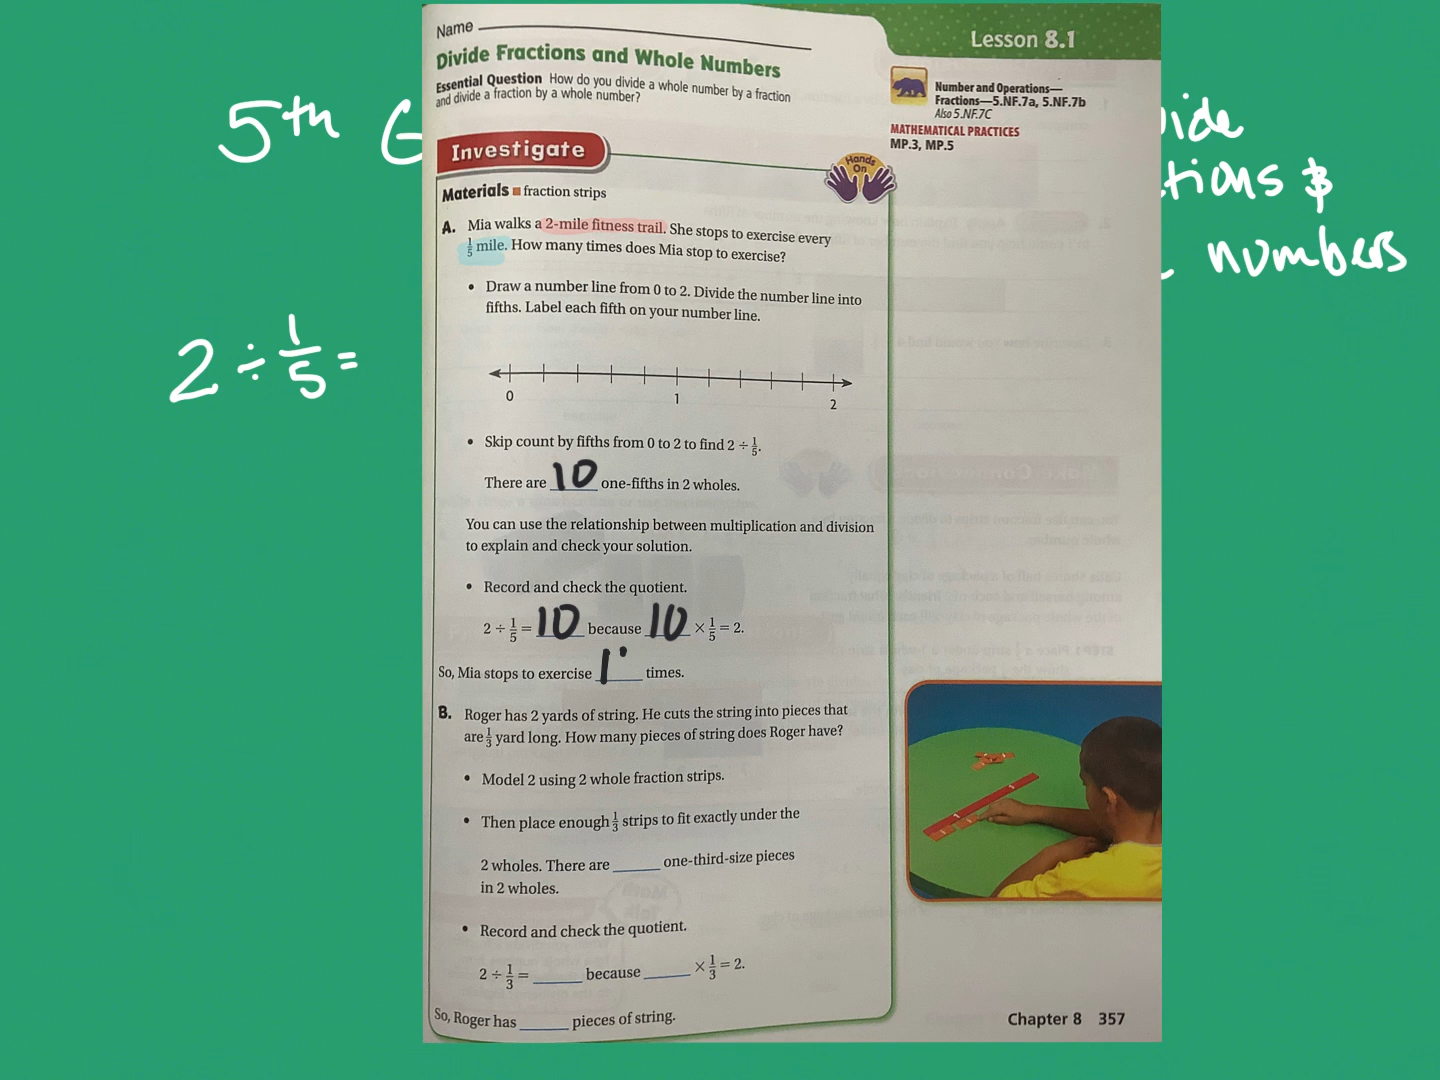 Name
Lesson 8.1
Divide Fractions and Whole Numbers
Essential Question How do you divide a whole number by a fraction
and divide a fraction by a whole number?
Number and Operations—
Fractions—5.NF.7a, 5.NF.7b
Also 5.NF.7C
MATHEMATICAL PRACTICES
MP.3, MP.5
5th G
numbers
Investigate
Hands
On
Materials ■ fraction strips
A. Mia walks a 2-mile fitness trail. She stops to exercise every
1/5 mile. How many times does Mia stop to exercise?
• Draw a number line from 0 to 2. Divide the number line into
fifths. Label each fifth on your number line.
2 ÷ 1/5 =
0 1 2
• Skip count by fifths from 0 to 2 to find 2 ÷ 1/5.
There are 10 one-fifths in 2 wholes.
You can use the relationship between multiplication and division
to explain and check your solution.
• Record and check the quotient.
2 ÷ 1/5 = 10 because 10 × 1/5 = 2.
So, Mia stops to exercise 1 times.
B. Roger has 2 yards of string. He cuts the string into pieces that
are 1/3 yard long. How many pieces of string does Roger have?
• Model 2 using 2 whole fraction strips.
• Then place enough 1/3 strips to fit exactly under the
2 wholes. There are ____ one-third-size pieces
in 2 wholes.
• Record and check the quotient.
2 ÷ 1/3 = ____ because ____ × 1/3 = 2.
So, Roger has ____ pieces of string.
Chapter 8 357